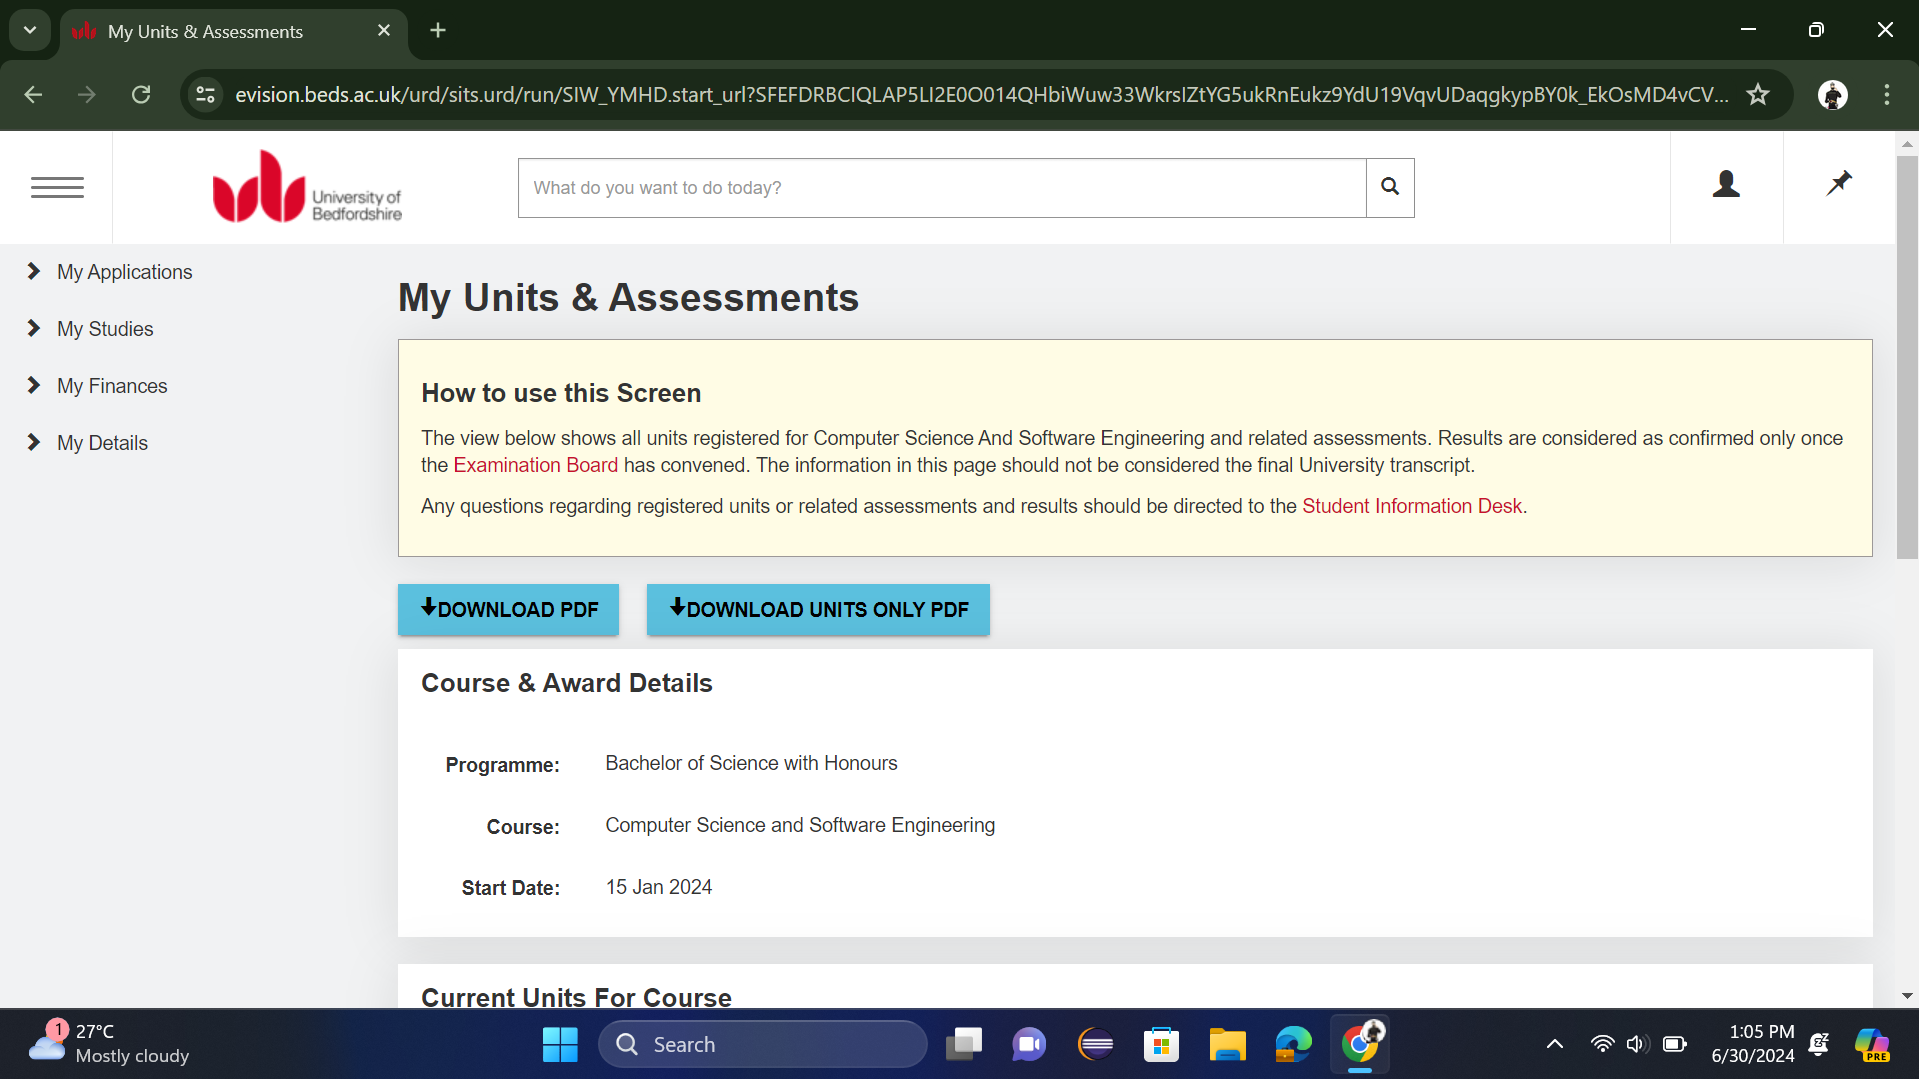 My Units & Assessments
evision.beds.ac.uk/urd/sits.urd/run/SIW_YMHD.start_url?SFEFDRBCIQLAP5LI2E0O014QHbiWuw33WkrsIZtYG5ukRnEukz9YdU19VqvUDaqgkypBY0k_EkOsMD4vCV...
University of
Bedfordshire
What do you want to do today?
My Applications
My Studies
My Finances
My Details
My Units & Assessments
How to use this Screen
The view below shows all units registered for Computer Science And Software Engineering and related assessments. Results are considered as confirmed only once
the Examination Board has convened. The information in this page should not be considered the final University transcript.
Any questions regarding registered units or related assessments and results should be directed to the Student Information Desk.
DOWNLOAD PDF
DOWNLOAD UNITS ONLY PDF
Course & Award Details
Programme: Bachelor of Science with Honours
Course: Computer Science and Software Engineering
Start Date: 15 Jan 2024
Current Units For Course
1
27°C
Mostly cloudy
Search
1:05 PM
6/30/2024
PRE